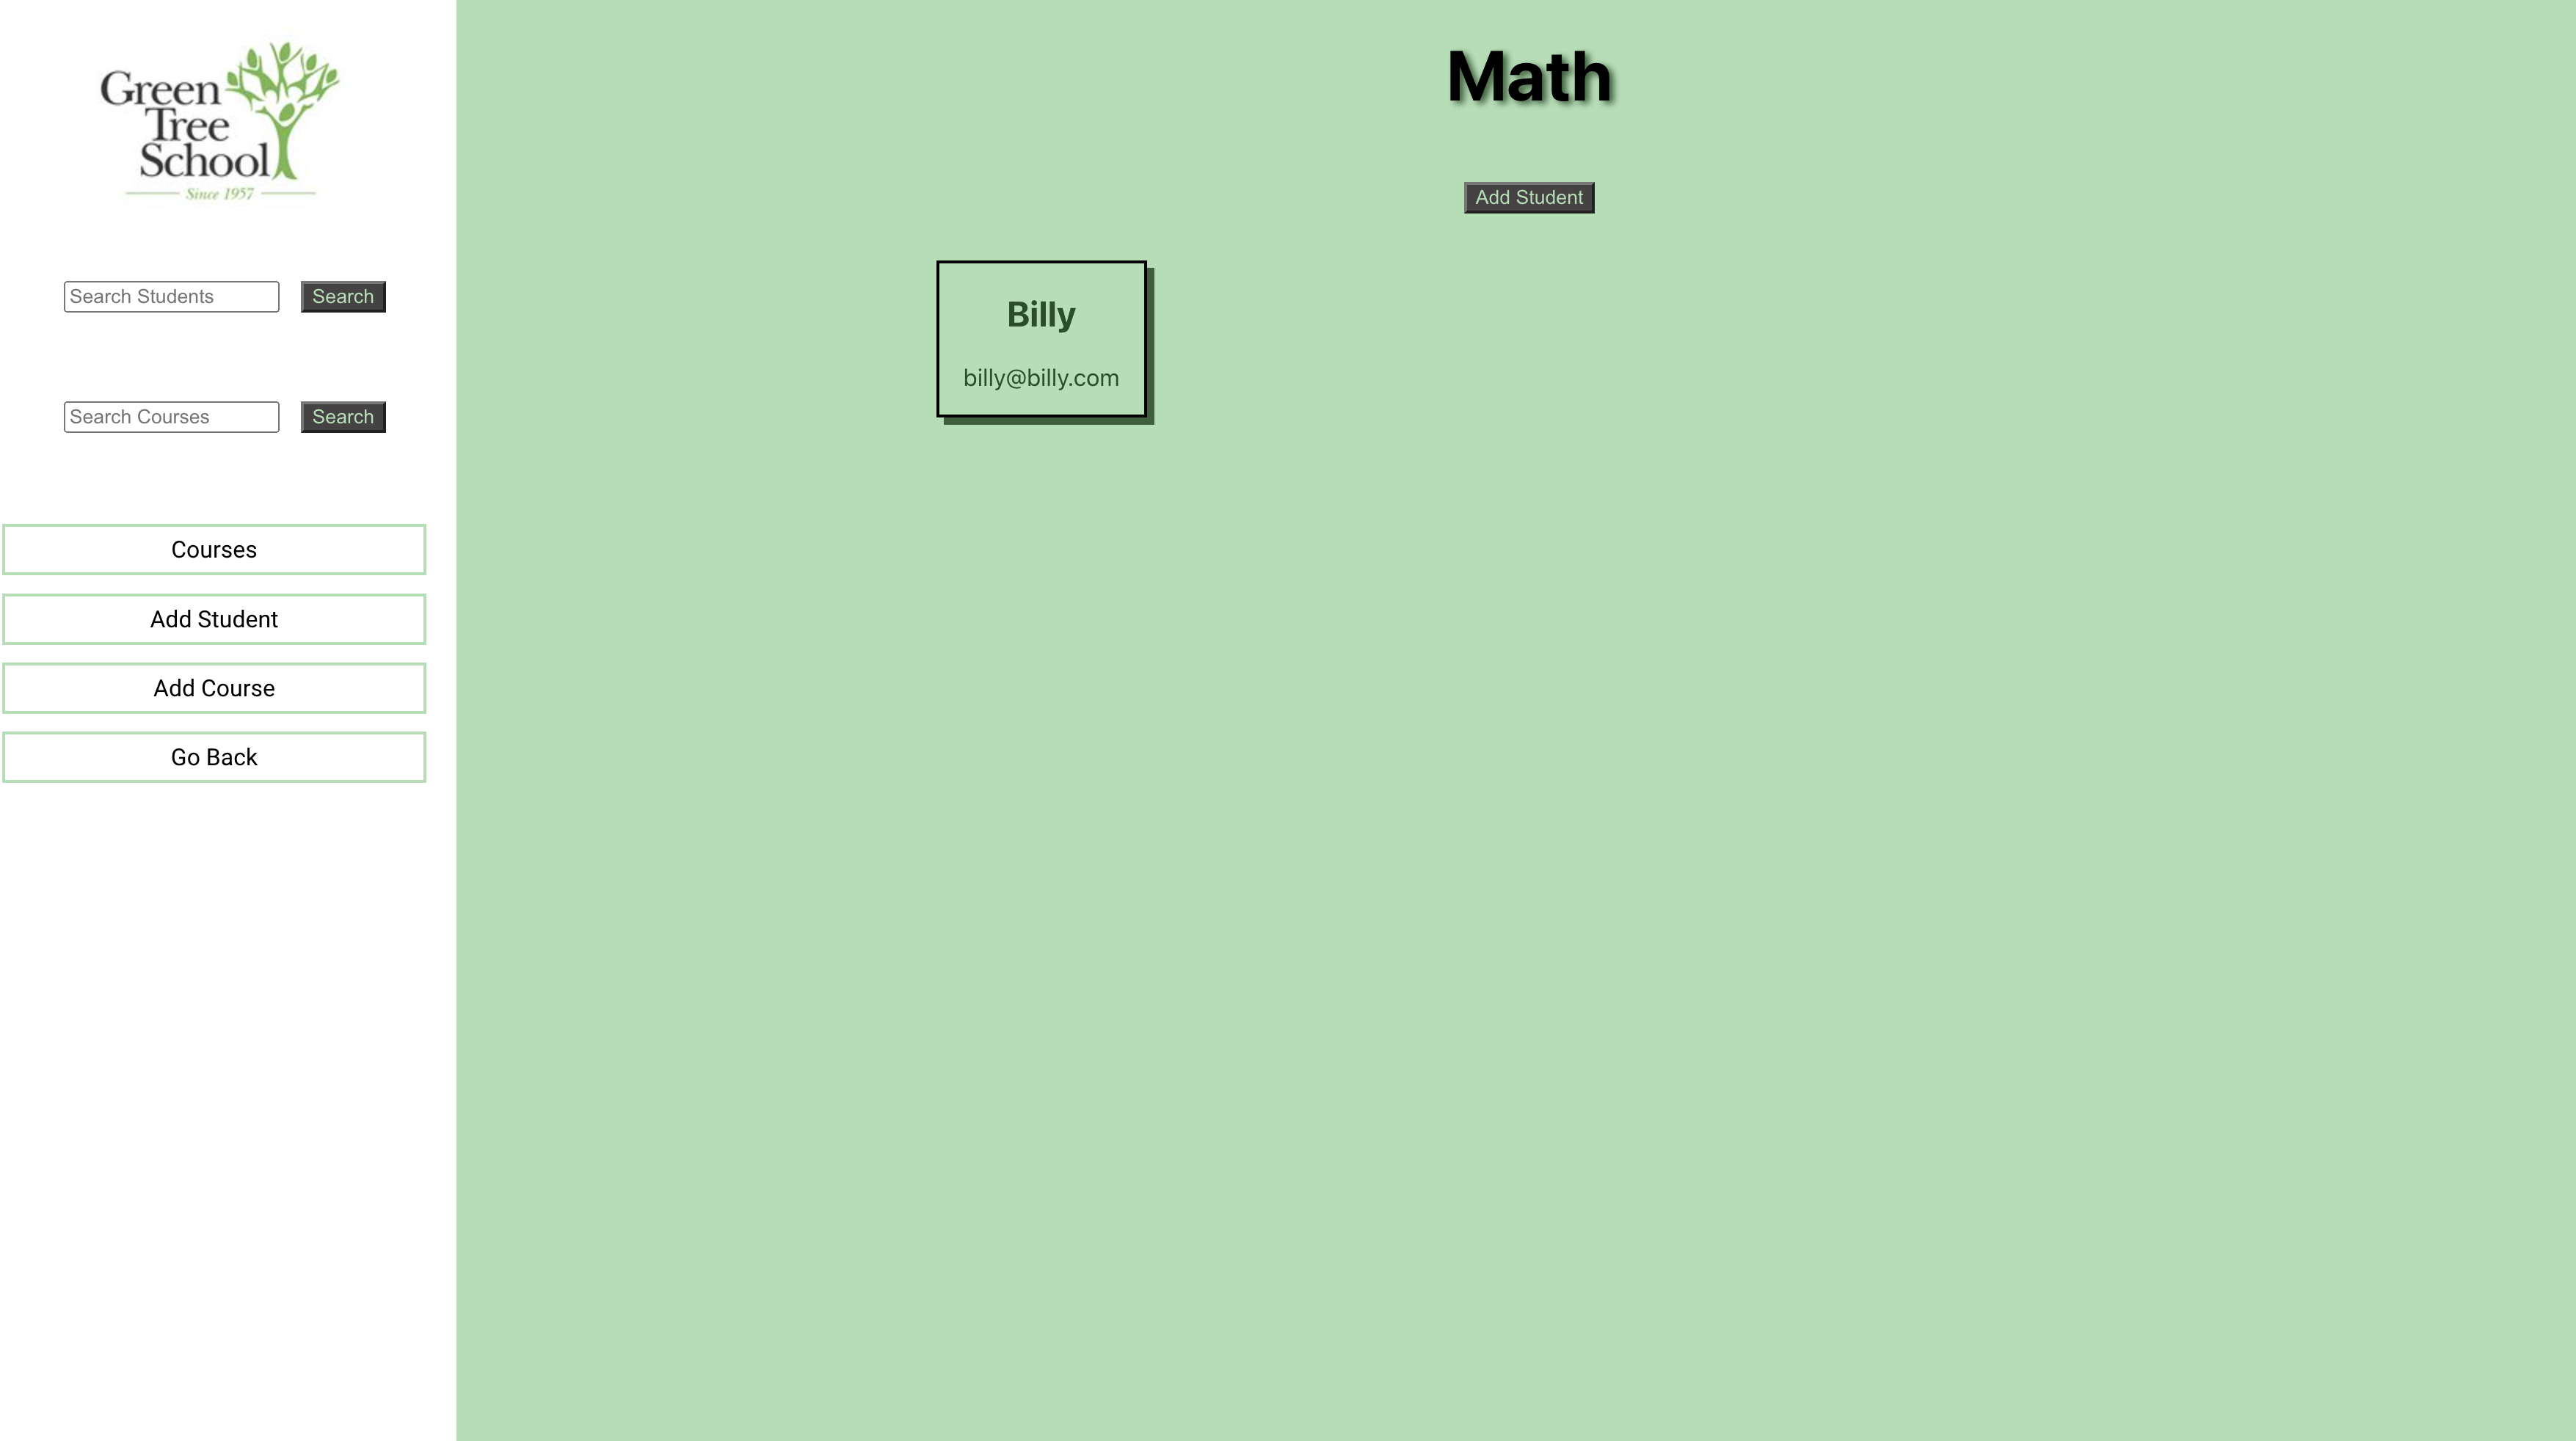 Green
Tree
School
Since 1957
Search Students
Search
Search Courses
Search
Courses
Add Student
Add Course
Go Back
Math
Add Student
Billy
billy@billy.com